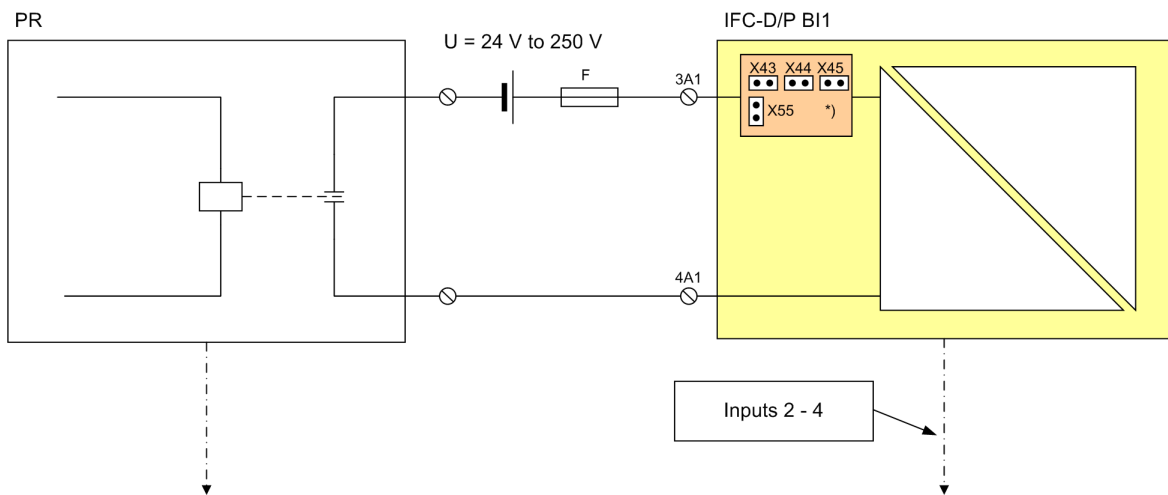 PR
IFC-D/P BI1
U = 24 V to 250 V
F
3A1
X43 X44 X45
X55 *)
4A1
Inputs 2 - 4